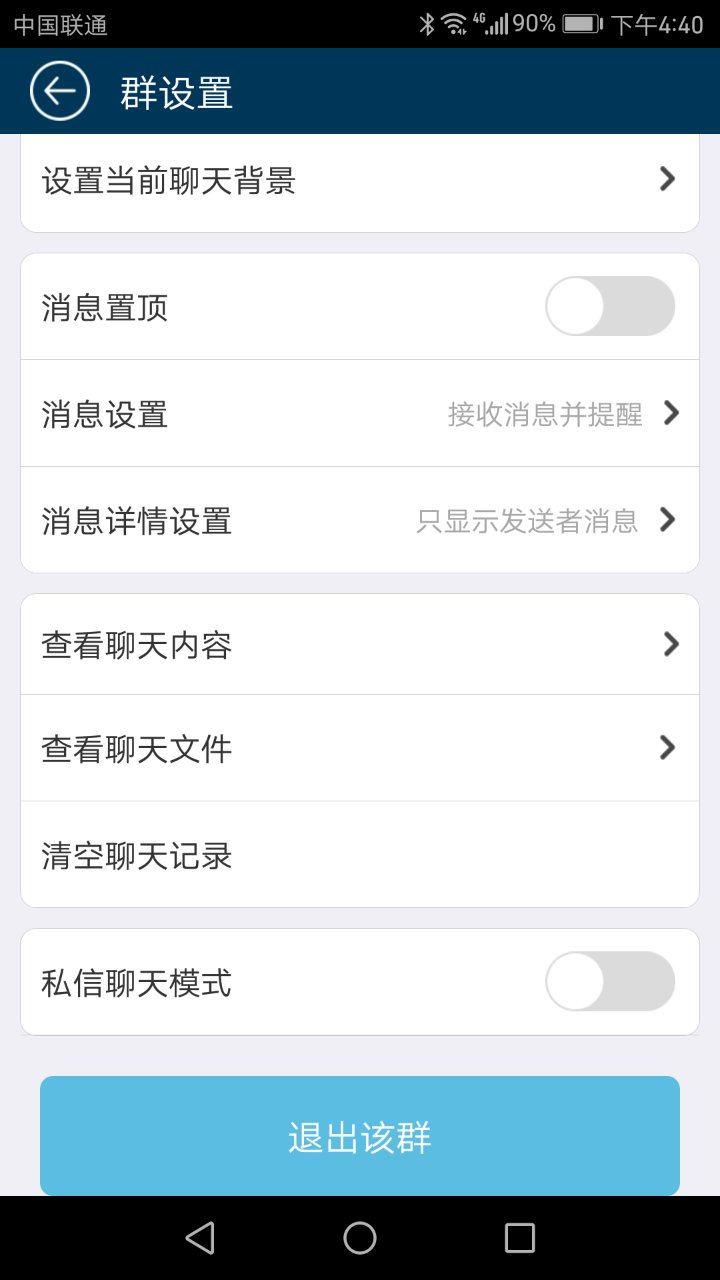 中国联通 4G 90% 下午4:40
群设置
设置当前聊天背景
消息置顶
消息设置 接收消息并提醒
消息详情设置 只显示发送者消息
查看聊天内容
查看聊天文件
清空聊天记录
私信聊天模式
退出该群